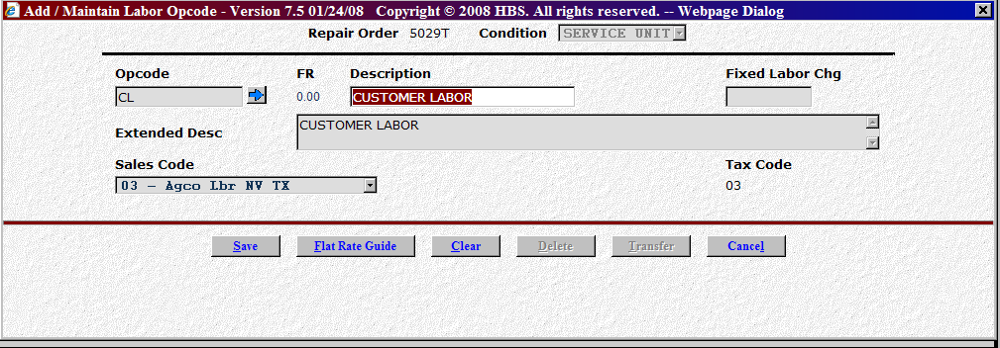 Add / Maintain Labor Opcode - Version 7.5 01/24/08   Copyright © 2008 HBS. All rights reserved. -- Webpage Dialog
Repair Order 5029T Condition SERVICE UNIT
Opcode FR Description Fixed Labor Chg
CL 0.00 CUSTOMER LABOR
Extended Desc CUSTOMER LABOR
Sales Code Tax Code
03 - Agco Lbr NV TX 03
Save Flat Rate Guide Clear Delete Transfer Cancel